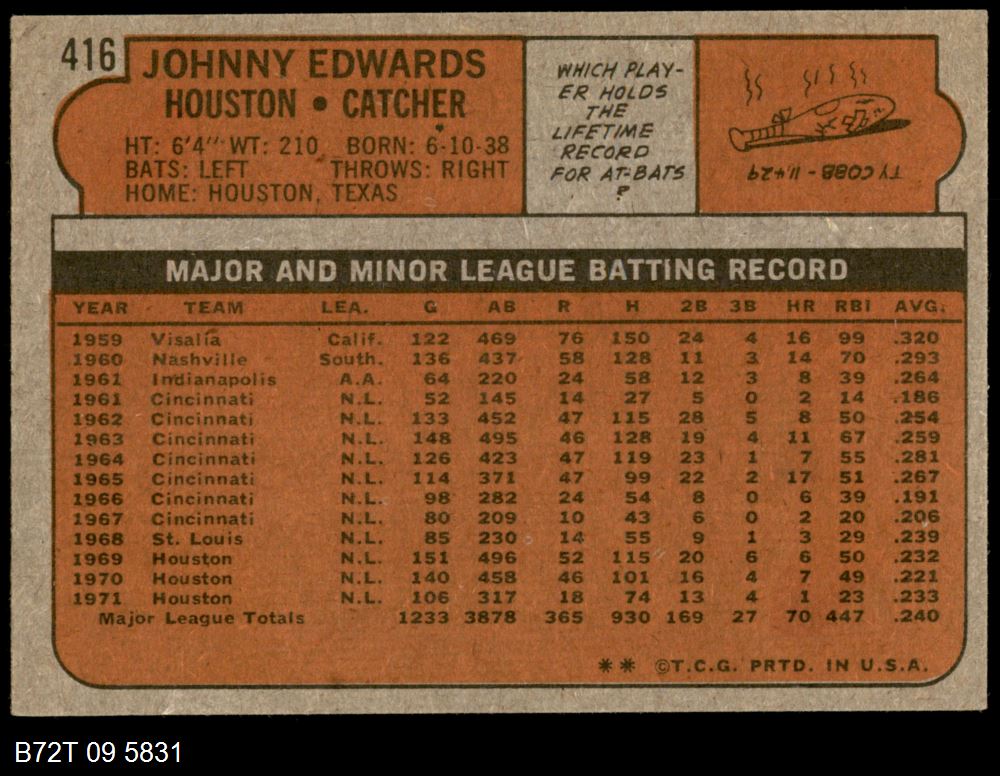 416
JOHNNY EDWARDS
HOUSTON • CATCHER
HT: 6'4" WT: 210 BORN: 6-10-38
BATS: LEFT THROWS: RIGHT
HOME: HOUSTON, TEXAS
WHICH PLAY-
ER HOLDS
THE
LIFETIME
RECORD
FOR AT-BATS
?
TY COBB - 11,429
MAJOR AND MINOR LEAGUE BATTING RECORD
YEAR TEAM LEA. G AB R H 2B 3B HR RBI AVG.
1959 Visalia Calif. 122 469 76 150 24 4 16 99 .320
1960 Nashville South. 136 437 58 128 11 3 14 70 .293
1961 Indianapolis A.A. 64 220 24 58 12 3 8 39 .264
1961 Cincinnati N.L. 52 145 14 27 5 0 2 14 .186
1962 Cincinnati N.L. 133 452 47 115 28 5 8 50 .254
1963 Cincinnati N.L. 148 495 46 128 19 4 11 67 .259
1964 Cincinnati N.L. 126 423 47 119 23 1 7 55 .281
1965 Cincinnati N.L. 114 371 47 99 22 2 17 51 .267
1966 Cincinnati N.L. 98 282 24 54 8 0 6 39 .191
1967 Cincinnati N.L. 80 209 10 43 6 0 2 20 .206
1968 St. Louis N.L. 85 230 14 55 9 1 3 29 .239
1969 Houston N.L. 151 496 52 115 20 6 6 50 .232
1970 Houston N.L. 140 458 46 101 16 4 7 49 .221
1971 Houston N.L. 106 317 18 74 13 4 1 23 .233
Major League Totals 1233 3878 365 930 169 27 70 447 .240
** ©T.C.G. PRTD. IN U.S.A.
B72T 09 5831